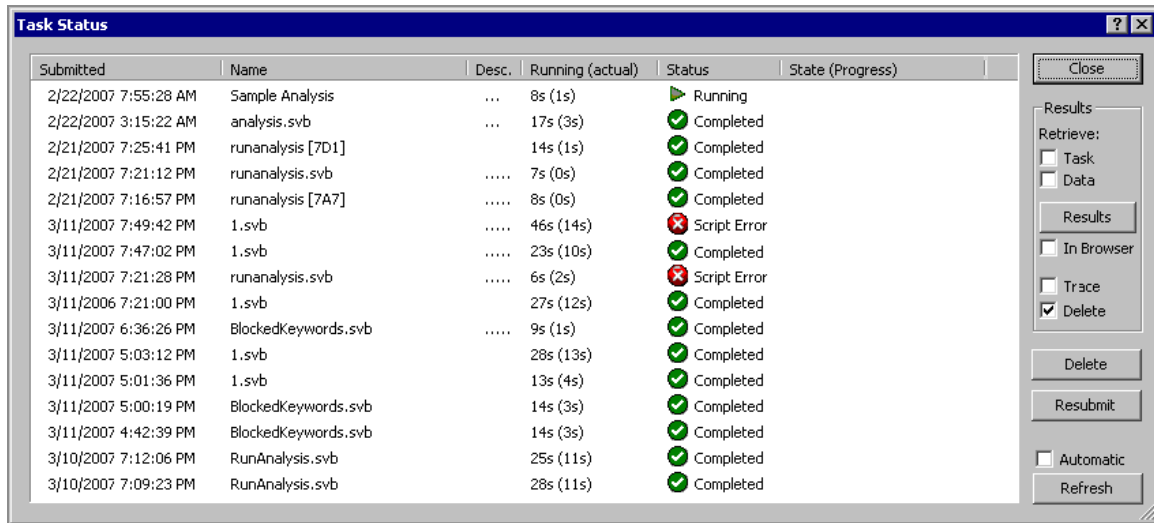 Task Status
Submitted Name Desc. Running (actual) Status State (Progress) Close
2/22/2007 7:55:28 AM Sample Analysis ... 8s (1s) Running
2/22/2007 3:15:22 AM analysis.svb ... 17s (3s) Completed
2/21/2007 7:25:41 PM runanalysis [7D1] 14s (1s) Completed
2/21/2007 7:21:12 PM runanalysis.svb ..... 7s (0s) Completed
2/21/2007 7:16:57 PM runanalysis [7A7] ..... 8s (0s) Completed
3/11/2007 7:49:42 PM 1.svb ..... 46s (14s) Script Error
3/11/2007 7:47:02 PM 1.svb ..... 23s (10s) Completed
3/11/2007 7:21:28 PM runanalysis.svb ..... 6s (2s) Script Error
3/11/2006 7:21:00 PM 1.svb 27s (12s) Completed
3/11/2007 6:36:26 PM BlockedKeywords.svb ..... 9s (1s) Completed
3/11/2007 5:03:12 PM 1.svb 28s (13s) Completed
3/11/2007 5:01:36 PM 1.svb 13s (4s) Completed
3/11/2007 5:00:19 PM BlockedKeywords.svb 14s (3s) Completed
3/11/2007 4:42:39 PM BlockedKeywords.svb 14s (3s) Completed
3/10/2007 7:12:06 PM RunAnalysis.svb 25s (11s) Completed
3/10/2007 7:09:23 PM RunAnalysis.svb 28s (11s) Completed
Results
Retrieve:
Task
Data
Results
In Browser
Trace
Delete
Delete
Resubmit
Automatic
Refresh